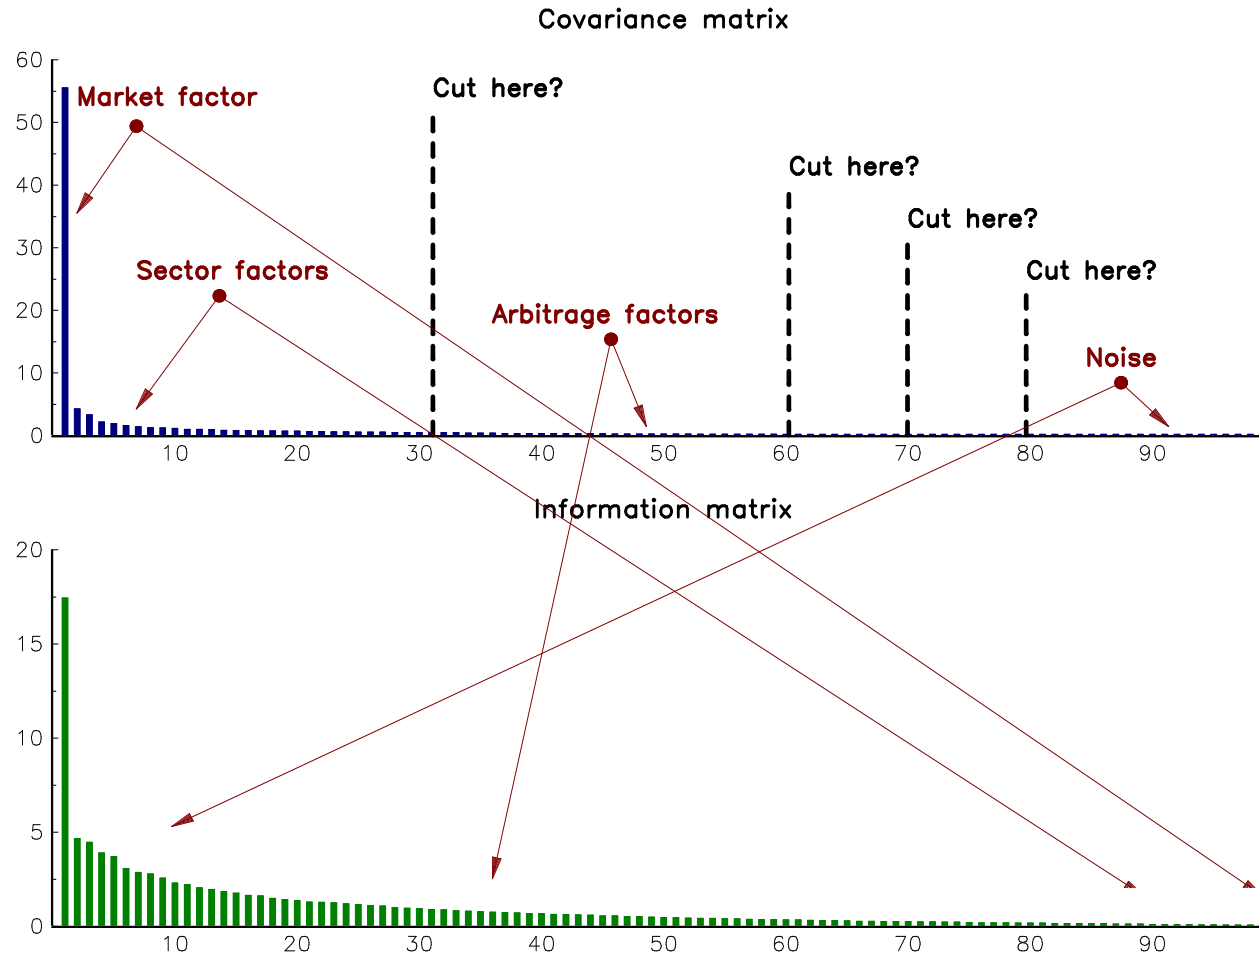 Covariance matrix
60
50
40
30
20
10
0
Market factor
Cut here?
Cut here?
Cut here?
Sector factors
Cut here?
Arbitrage factors
Noise
10 20 30 40 50 60 70 80 90
Information matrix
20
15
10
5
0
10 20 30 40 50 60 70 80 90